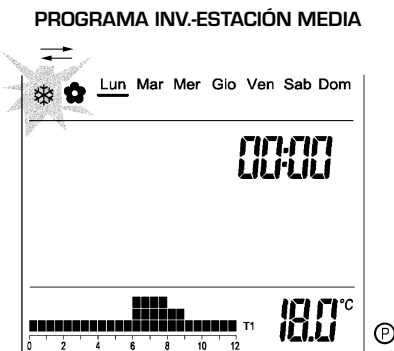 PROGRAMA INV.-ESTACIÓN MEDIA
Lun Mar Mer Gio Ven Sab Dom
00:00
T1
18.0°C
P
0 2 4 6 7 8 10 12